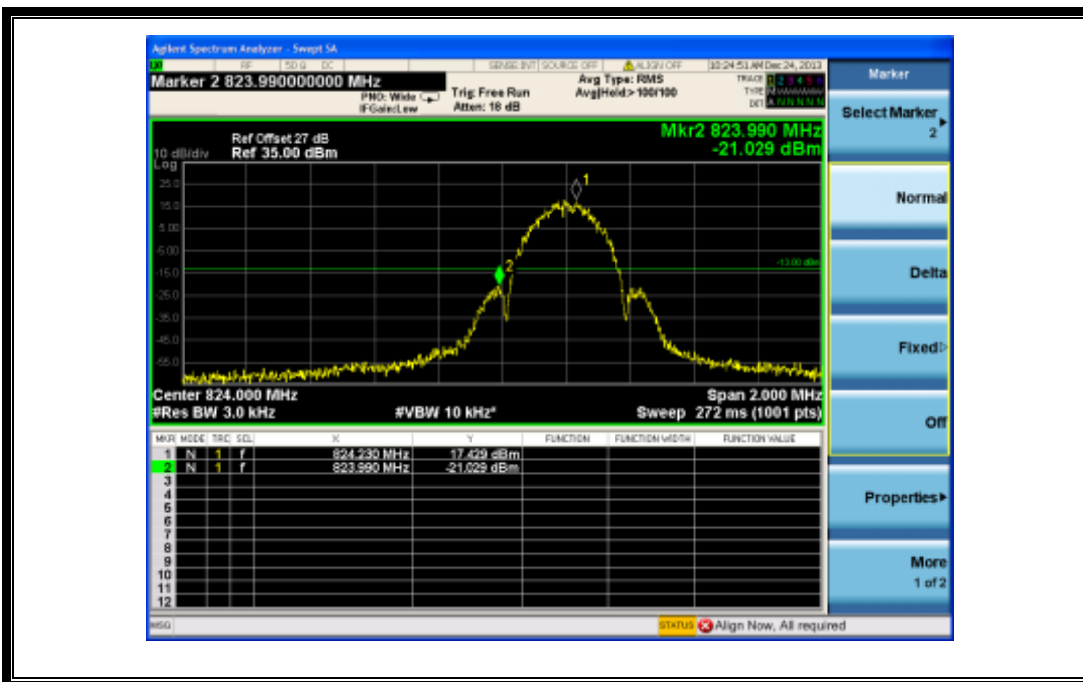 Agilent Spectrum Analyzer - Swept SA
RF 50 Ω DC SENSE:INT SOURCE OFF ALIGN OFF 10:24:51 AM Dec 24, 2013
Marker 2 823.990000000 MHz
PNO: Wide
IFGain:Low
Trig: Free Run
Atten: 18 dB
Avg Type: RMS
Avg|Hold:>100/100
TRACE 1 2 3 4 5 6
TYPE
DET A N N N N N
Mkr2 823.990 MHz
-21.029 dBm
Ref Offset 27 dB
10 dB/div Ref 35.00 dBm
Log
25.0
15.0
5.00
-5.00
-15.0
-25.0
-35.0
-45.0
-55.0
1
2
-13.00 dBm
Center 824.000 MHz Span 2.000 MHz
#Res BW 3.0 kHz #VBW 10 kHz* Sweep 272 ms (1001 pts)
MKR MODE TRC SCL X Y FUNCTION FUNCTION WIDTH FUNCTION VALUE
1 N 1 f 824.230 MHz 17.429 dBm
2 N 1 f 823.990 MHz -21.029 dBm
3
4
5
6
7
8
9
10
11
12
MSG STATUS Align Now, All required
Marker
Select Marker
2
Normal
Delta
Fixed
Off
Properties
More
1 of 2